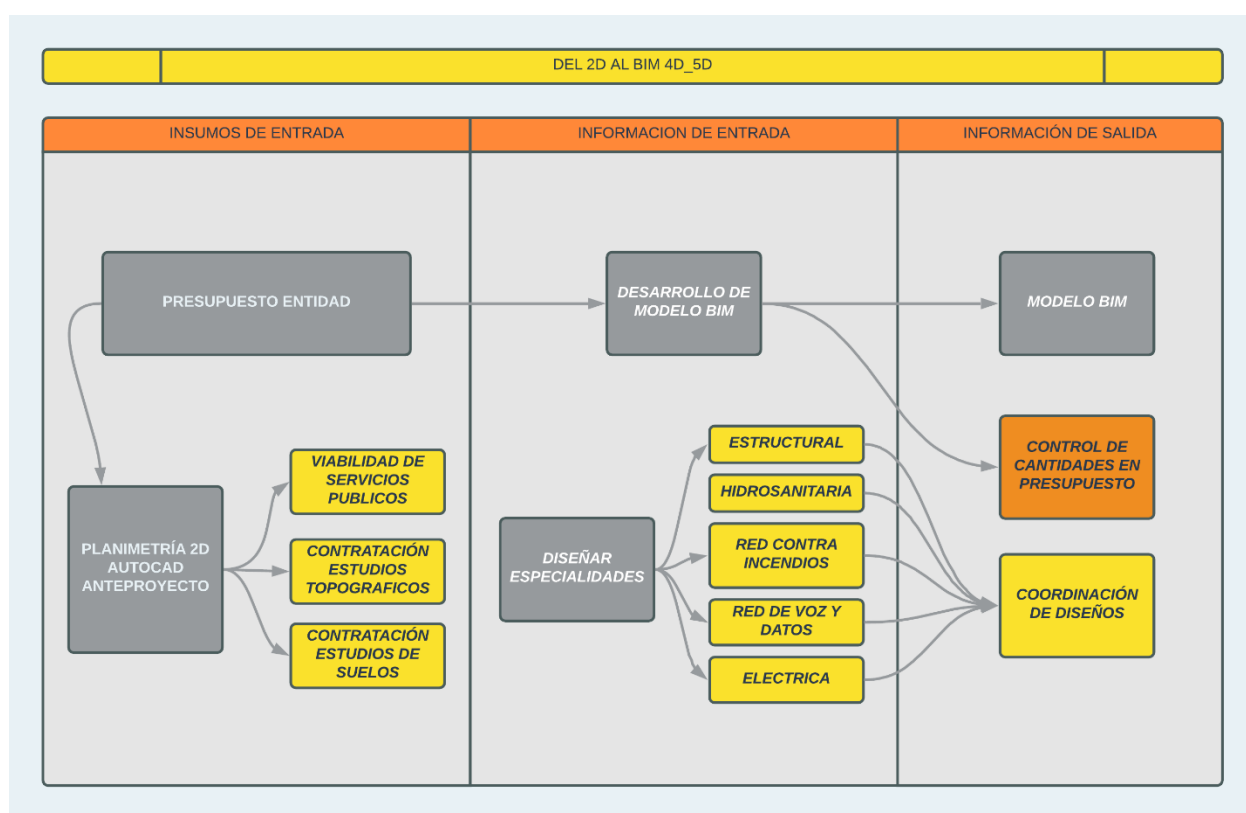 DEL 2D AL BIM 4D_5D
INSUMOS DE ENTRADA
INFORMACION DE ENTRADA
INFORMACIÓN DE SALIDA
PRESUPUESTO ENTIDAD
DESARROLLO DE
MODELO BIM
MODELO BIM
PLANIMETRÍA 2D
AUTOCAD
ANTEPROYECTO
VIABILIDAD DE
SERVICIOS
PUBLICOS
CONTRATACIÓN
ESTUDIOS
TOPOGRAFICOS
CONTRATACIÓN
ESTUDIOS DE
SUELOS
DISEÑAR
ESPECIALIDADES
ESTRUCTURAL
HIDROSANITARIA
RED CONTRA
INCENDIOS
RED DE VOZ Y
DATOS
ELECTRICA
CONTROL DE
CANTIDADES EN
PRESUPUESTO
COORDINACIÓN
DE DISEÑOS